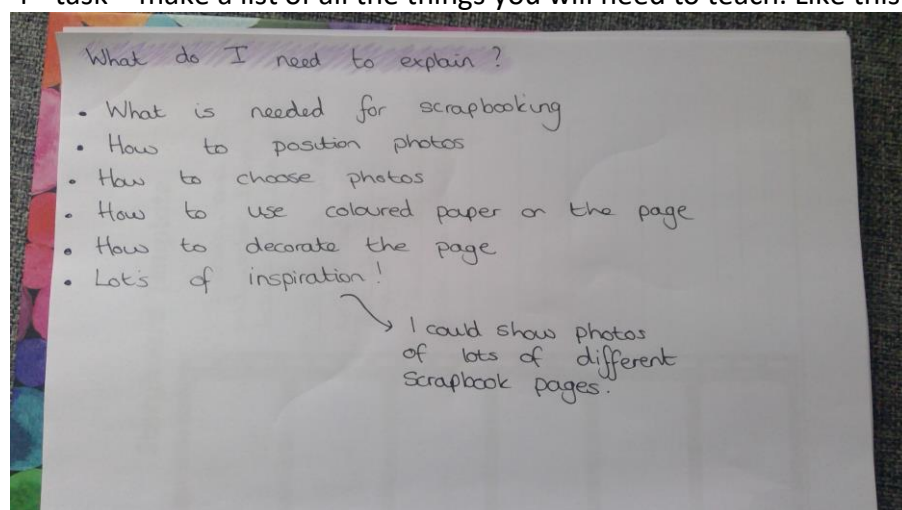 task – make a list of all the things you will need to teach. Like this
What do I need to explain?
• What is needed for scrapbooking
• How to position photos
• How to choose photos
• How to use coloured paper on the page
• How to decorate the page
• Lot's of inspiration!
I could show photos
of lots of different
scrapbook pages.